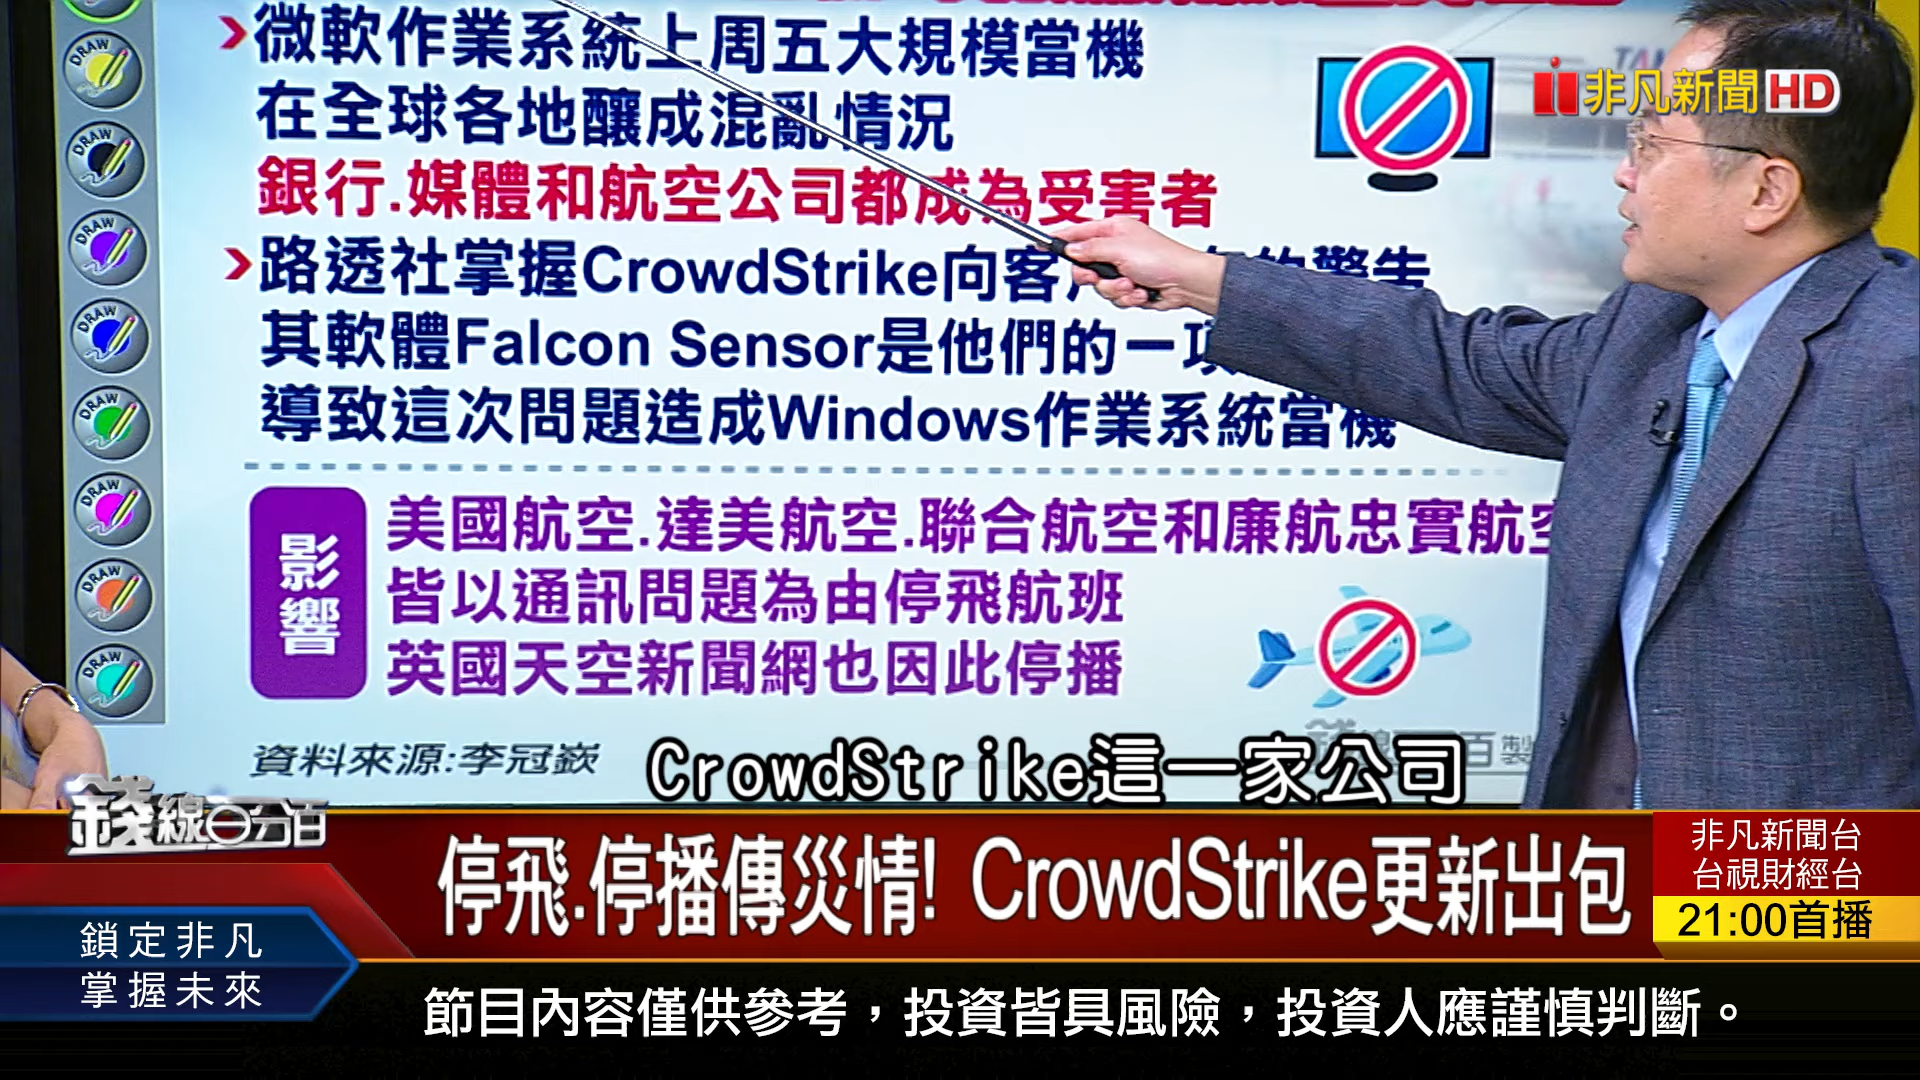 微軟作業系統上周五大規模當機
在全球各地釀成混亂情況
銀行.媒體和航空公司都成為受害者
路透社掌握CrowdStrike向客 警告
其軟體Falcon Sensor是他們的一項
導致這次問題造成Windows作業系統當機
影響
美國航空.達美航空.聯合航空和廉航忠實航空
皆以通訊問題為由停飛航班
英國天空新聞網也因此停播
資料來源:李冠嶔
DRAW
DRAW
DRAW
DRAW
DRAW
DRAW
DRAW
DRAW
非凡新聞HD
CrowdStrike這一家公司
錢線百分百
停飛.停播傳災情! CrowdStrike更新出包
非凡新聞台
台視財經台
21:00首播
鎖定非凡
掌握未來
節目內容僅供參考，投資皆具風險，投資人應謹慎判斷。